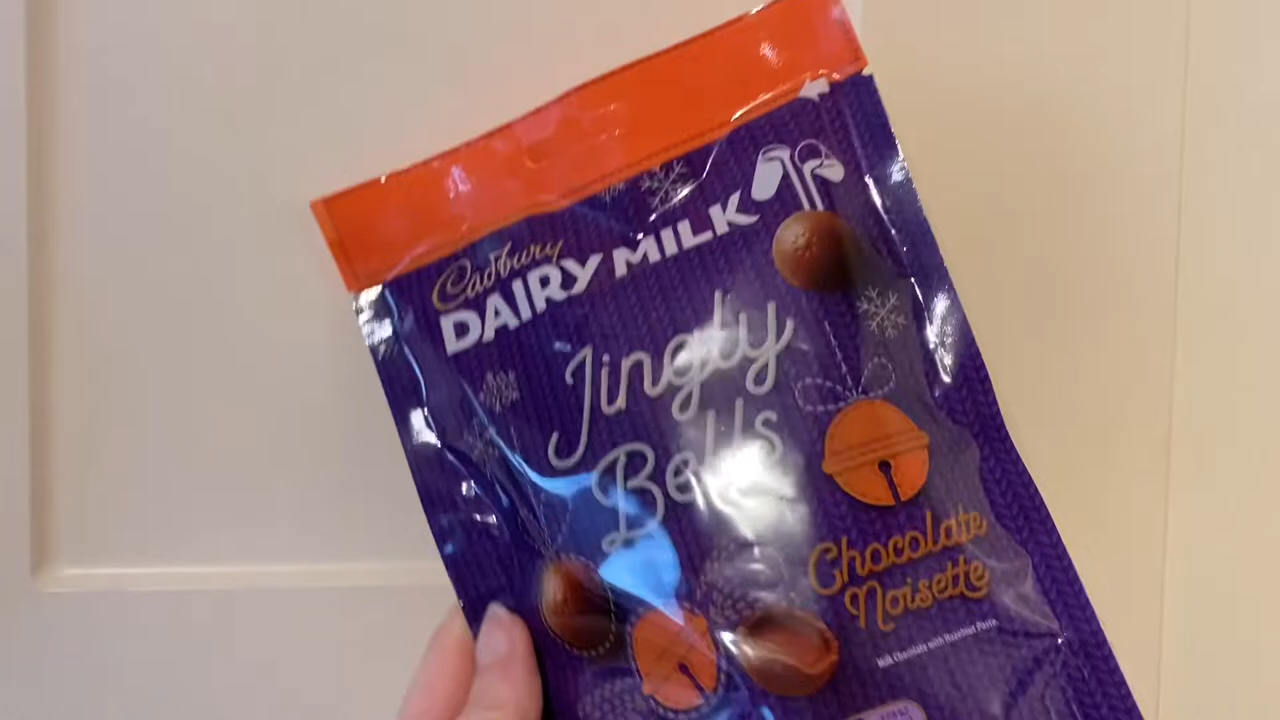 Cadbury
DAIRY MILK
Jingly
Bells
Chocolate
Noisette
Milk Chocolate with Hazelnut Paste